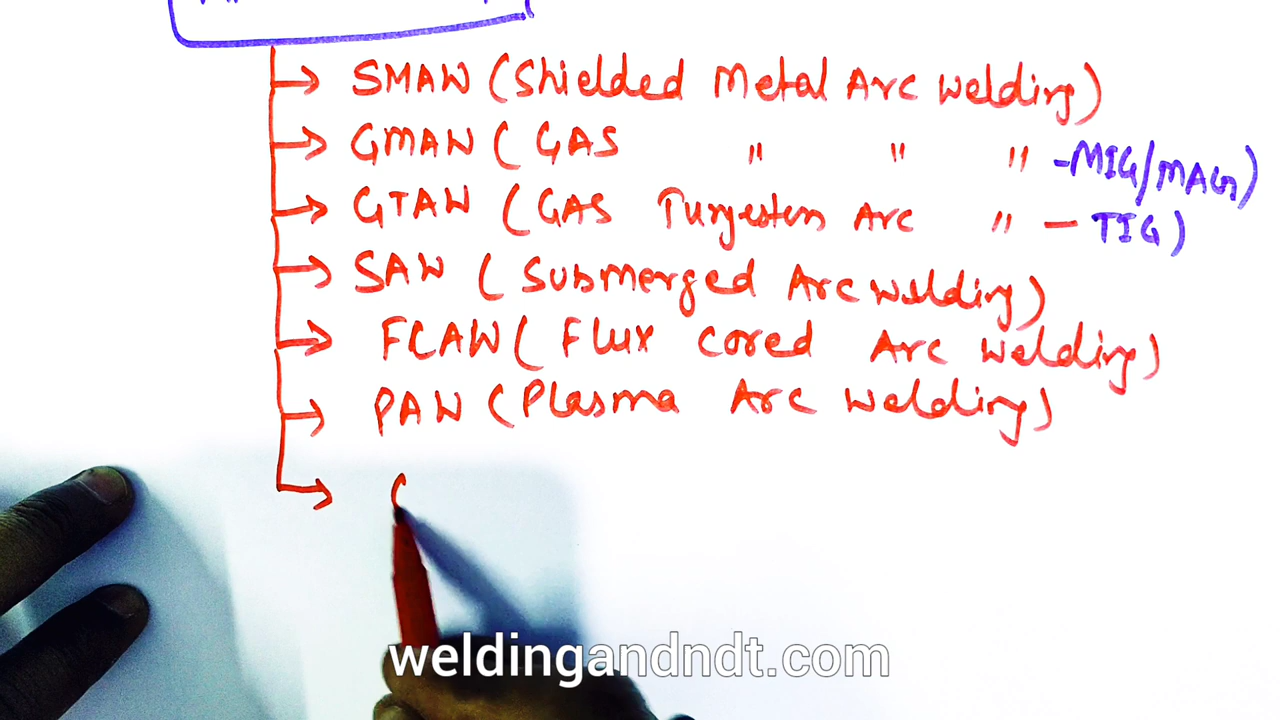 SMAW (Shielded Metal Arc welding)
GMAW (GAS " " " - MIG/MAG)
GTAW (GAS Tungesten Arc " - TIG)
SAW (Submerged Arc welding)
FCAW (Flux cored Arc welding)
PAW (Plasma Arc welding)
weldingandndt.com